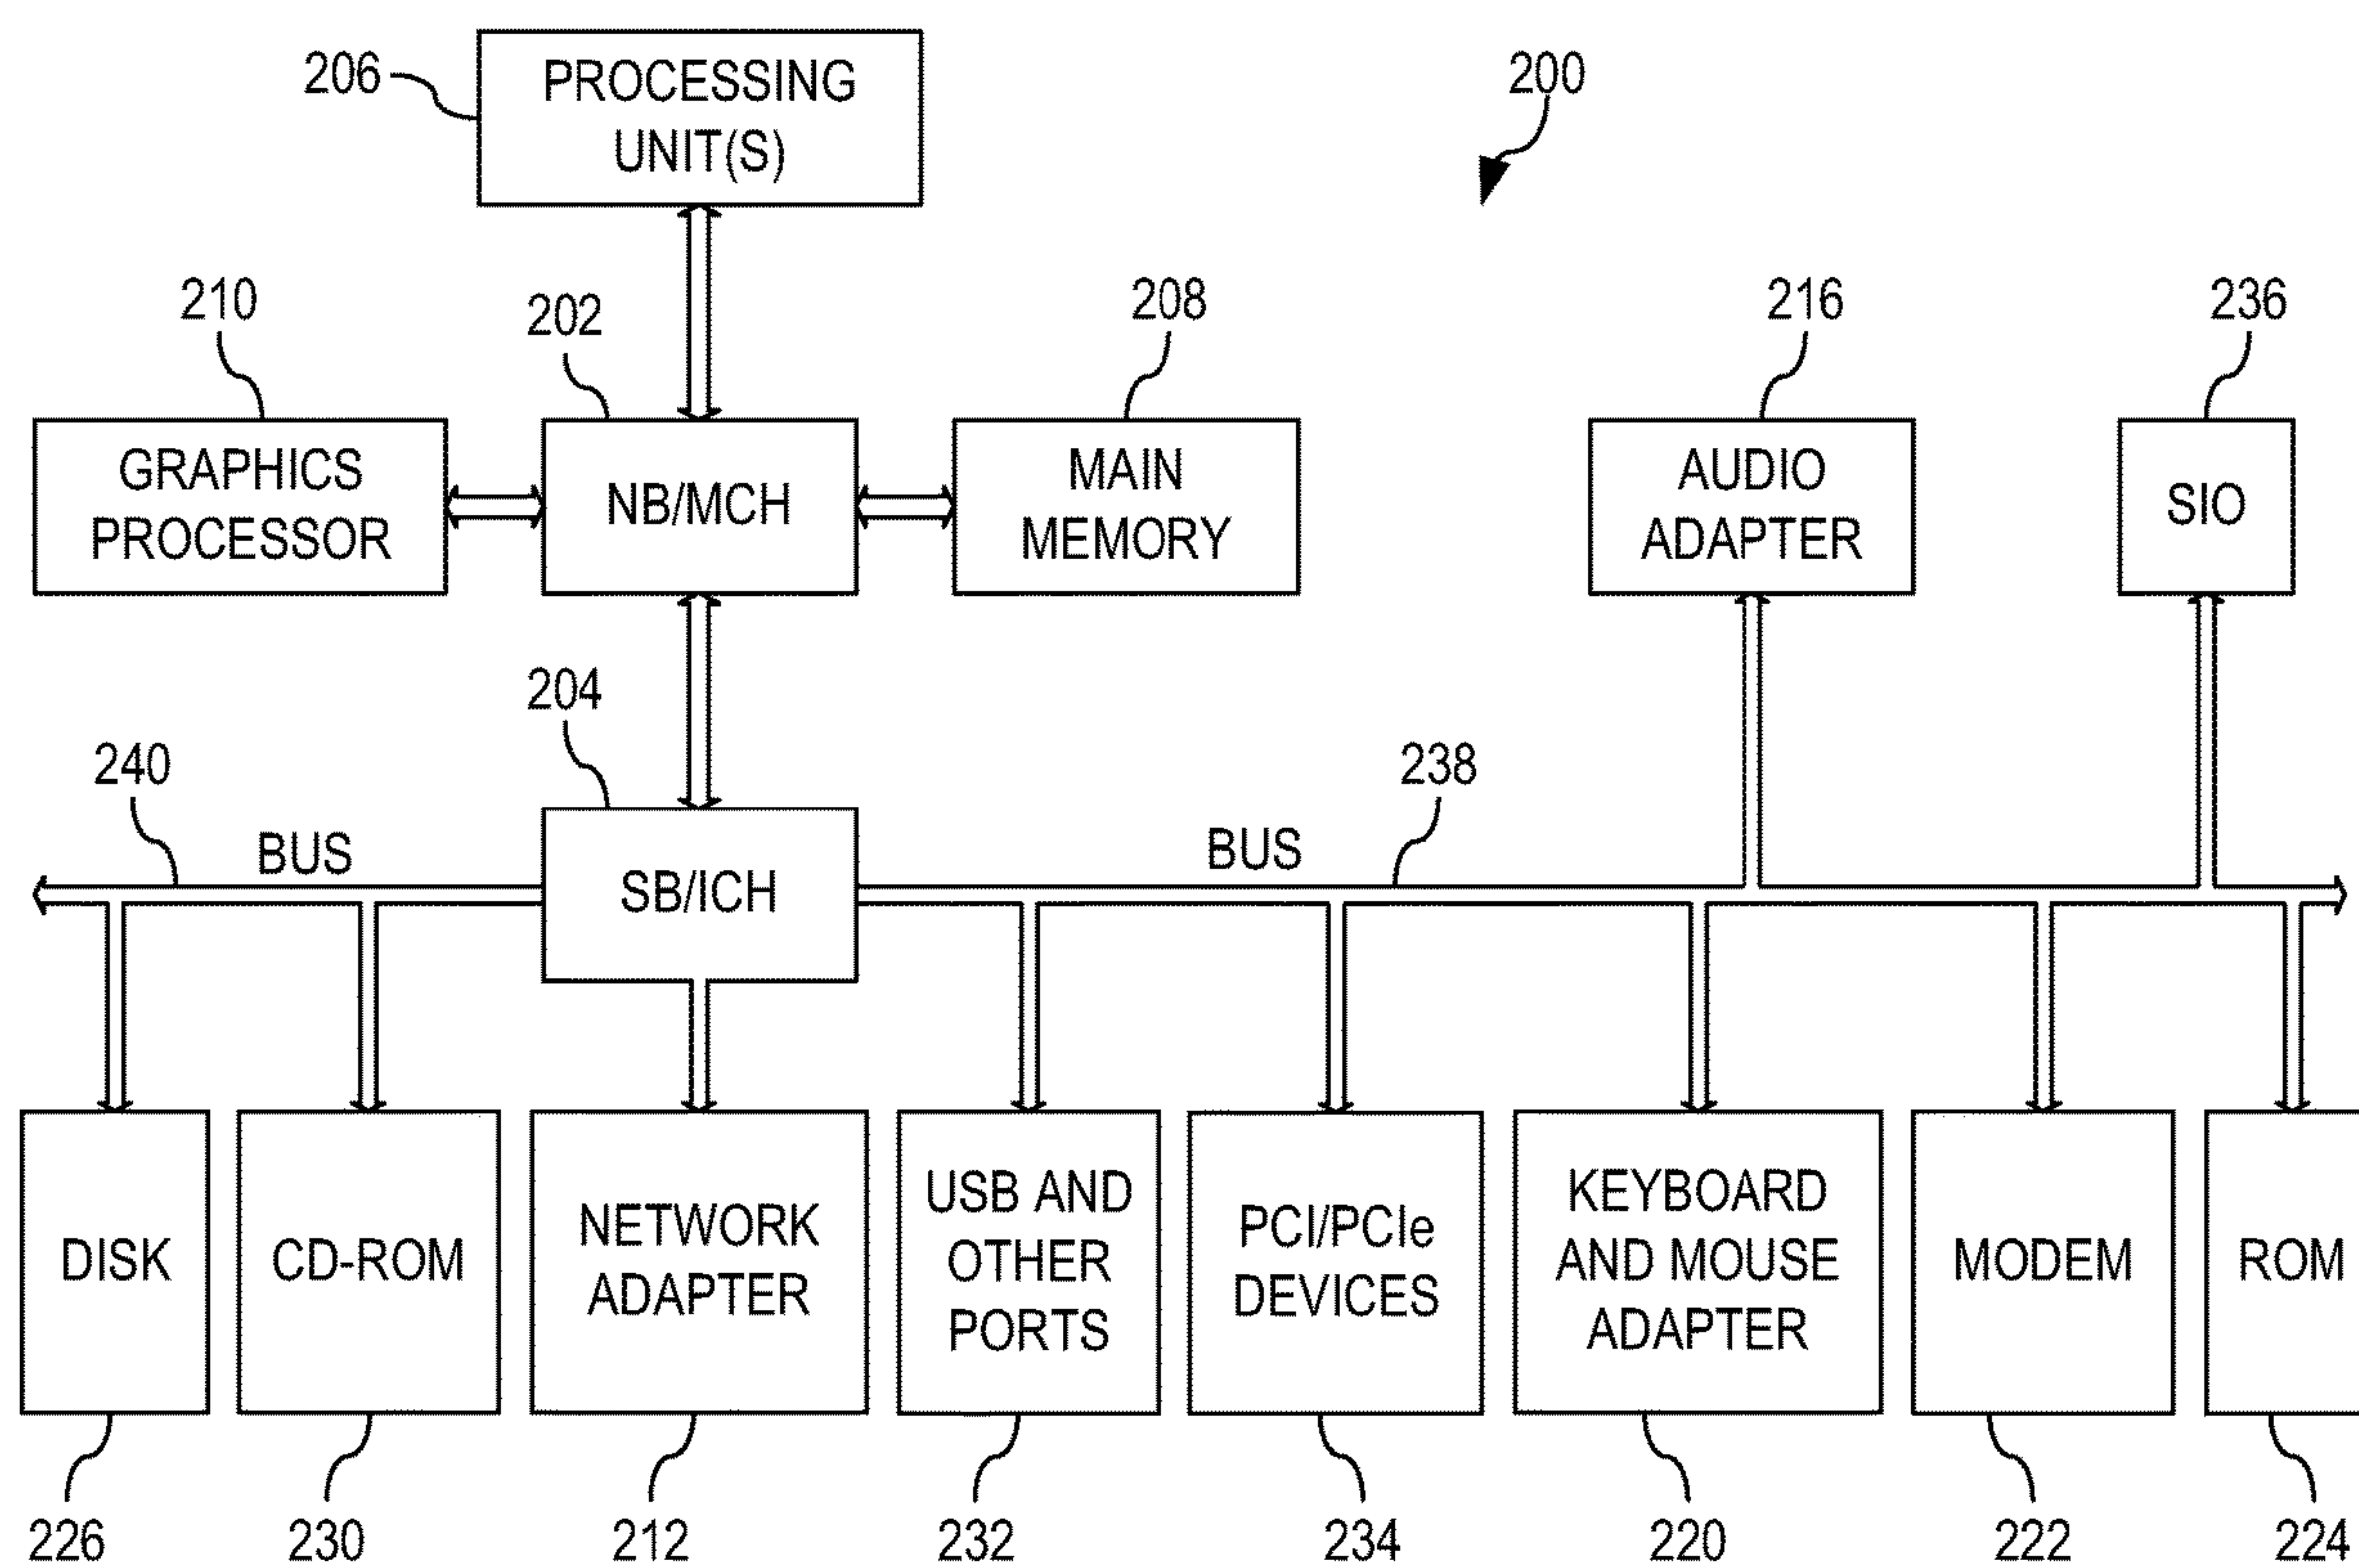 206
PROCESSING
UNIT(S)
200
210
202
208
216
236
GRAPHICS
PROCESSOR
NB/MCH
MAIN
MEMORY
AUDIO
ADAPTER
SIO
204
240
238
BUS
BUS
SB/ICH
DISK
CD-ROM
NETWORK
ADAPTER
USB AND
OTHER
PORTS
PCI/PCIe
DEVICES
KEYBOARD
AND MOUSE
ADAPTER
MODEM
ROM
226
230
212
232
234
220
222
224